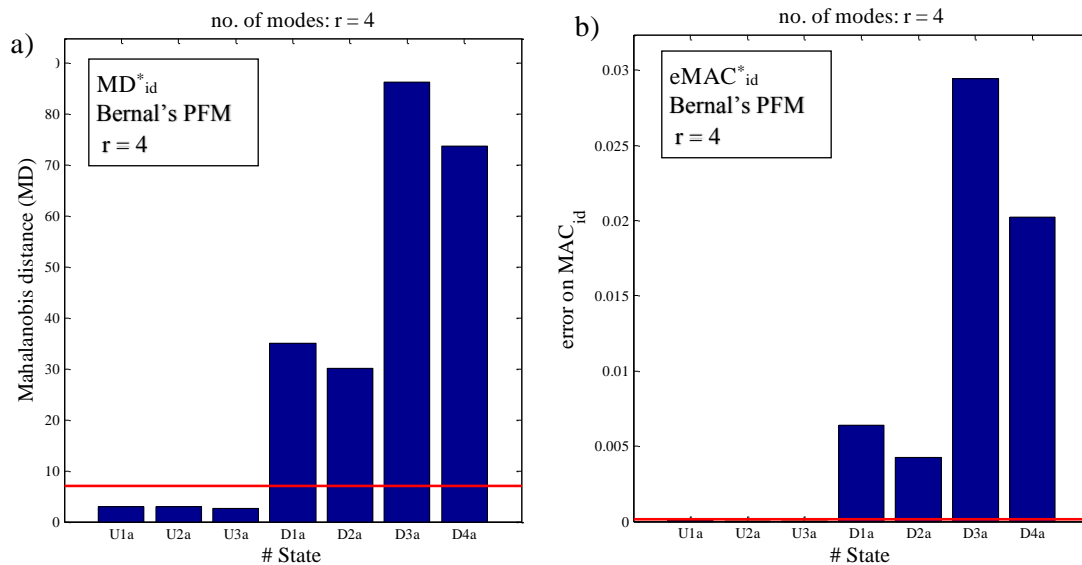 no. of modes: r = 4
a)
MD*id
Bernal's PFM
r = 4
Mahalanobis distance (MD)
0
80
70
60
50
40
30
20
10
0
U1a U2a U3a D1a D2a D3a D4a
# State
no. of modes: r = 4
b)
eMAC*id
Bernal's PFM
r = 4
error on MACid
0.03
0.025
0.02
0.015
0.01
0.005
0
U1a U2a U3a D1a D2a D3a D4a
# State